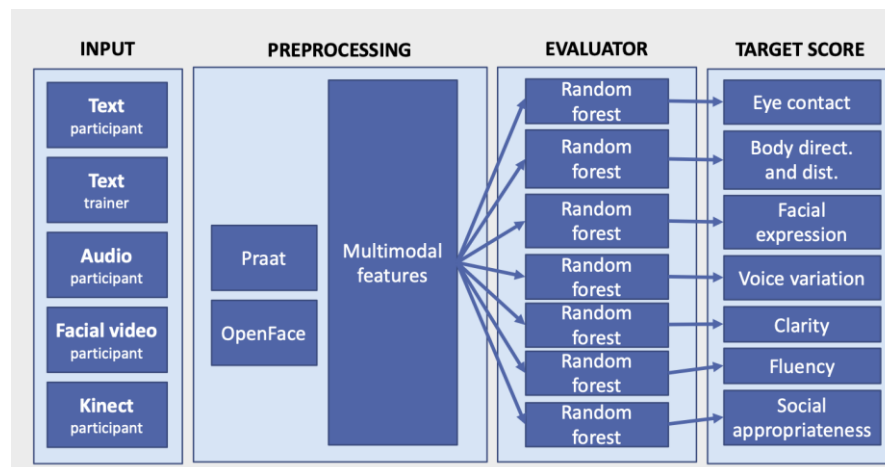 INPUT
PREPROCESSING
EVALUATOR
TARGET SCORE
Text
participant
Text
trainer
Audio
participant
Facial video
participant
Kinect
participant
Praat
OpenFace
Multimodal
features
Random
forest
Random
forest
Random
forest
Random
forest
Random
forest
Random
forest
Random
forest
Eye contact
Body direct.
and dist.
Facial
expression
Voice variation
Clarity
Fluency
Social
appropriateness